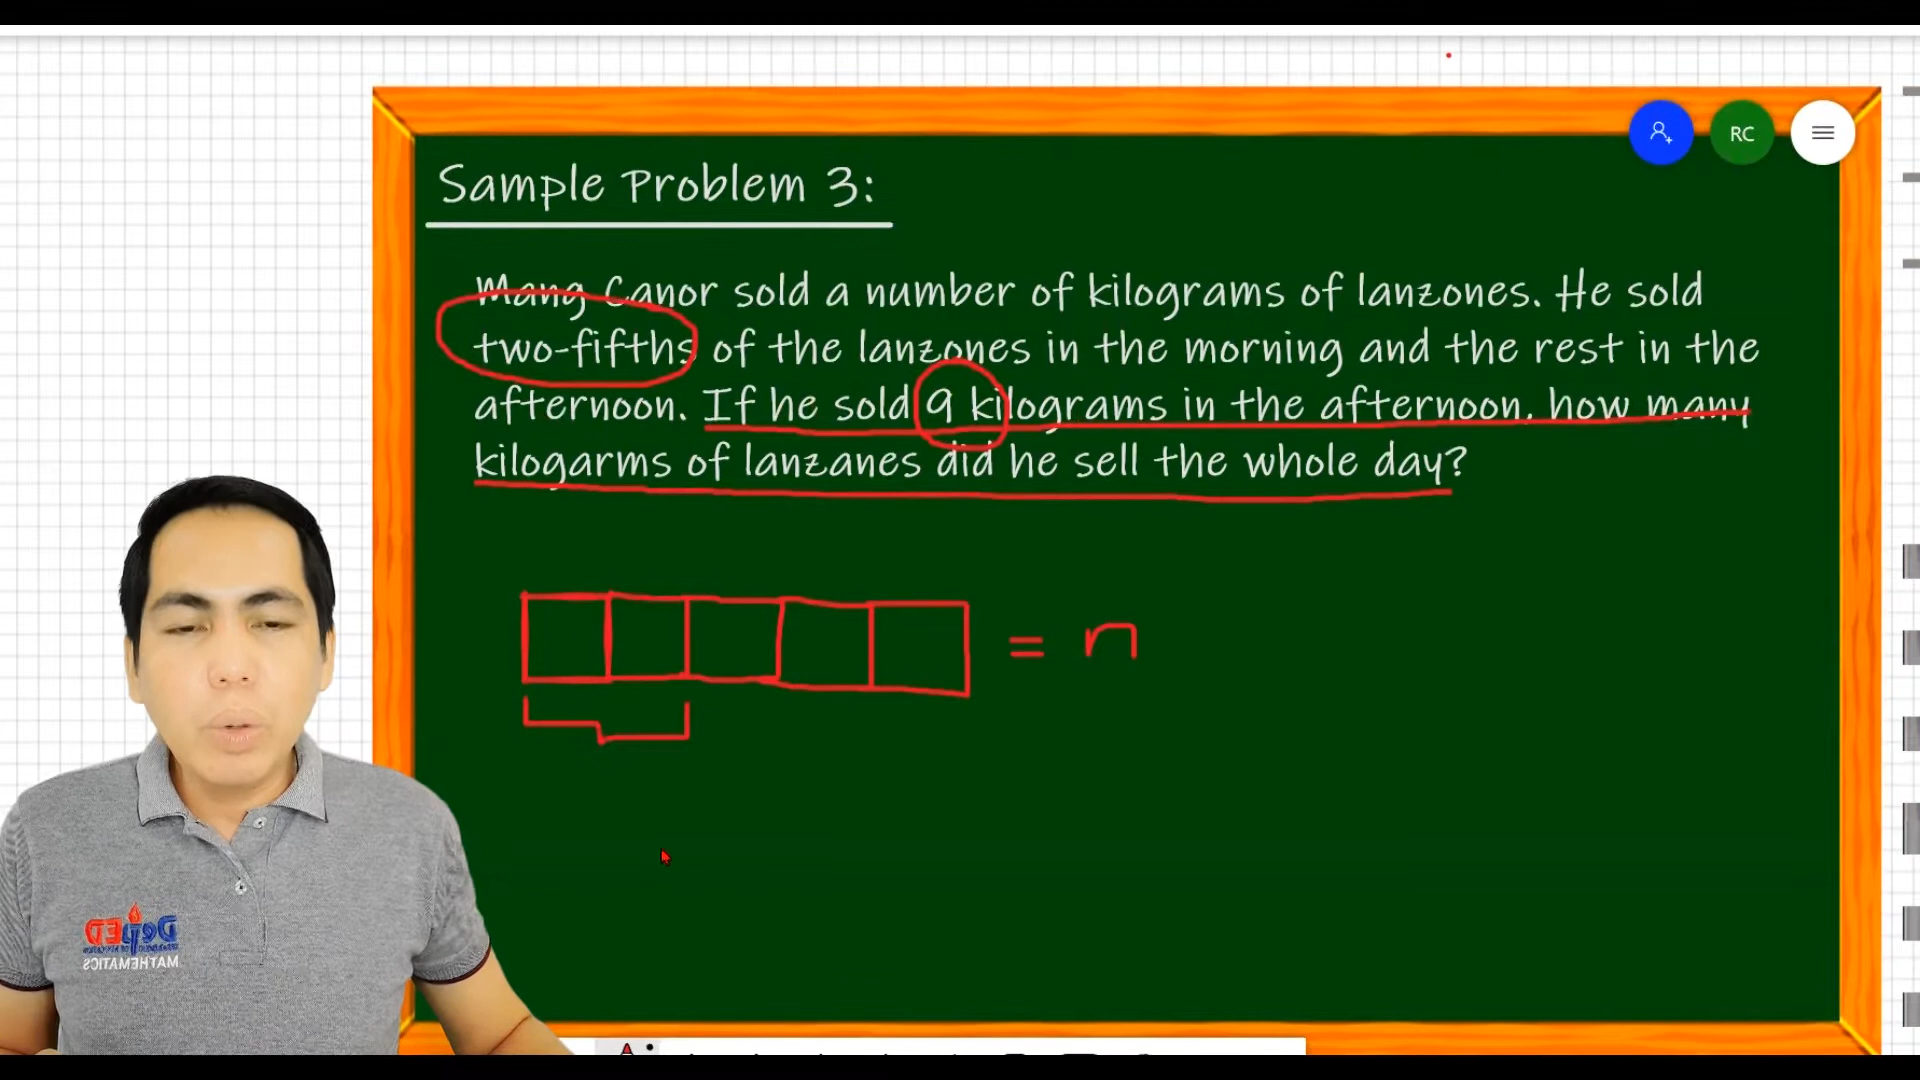 RC
Sample Problem 3:
Mang Canor sold a number of kilograms of lanzones. He sold
two-fifths of the lanzones in the morning and the rest in the
afternoon. If he sold 9 kilograms in the afternoon, how many
kilogarms of lanzanes did he sell the whole day?
= n
DepED
MATHEMATICS